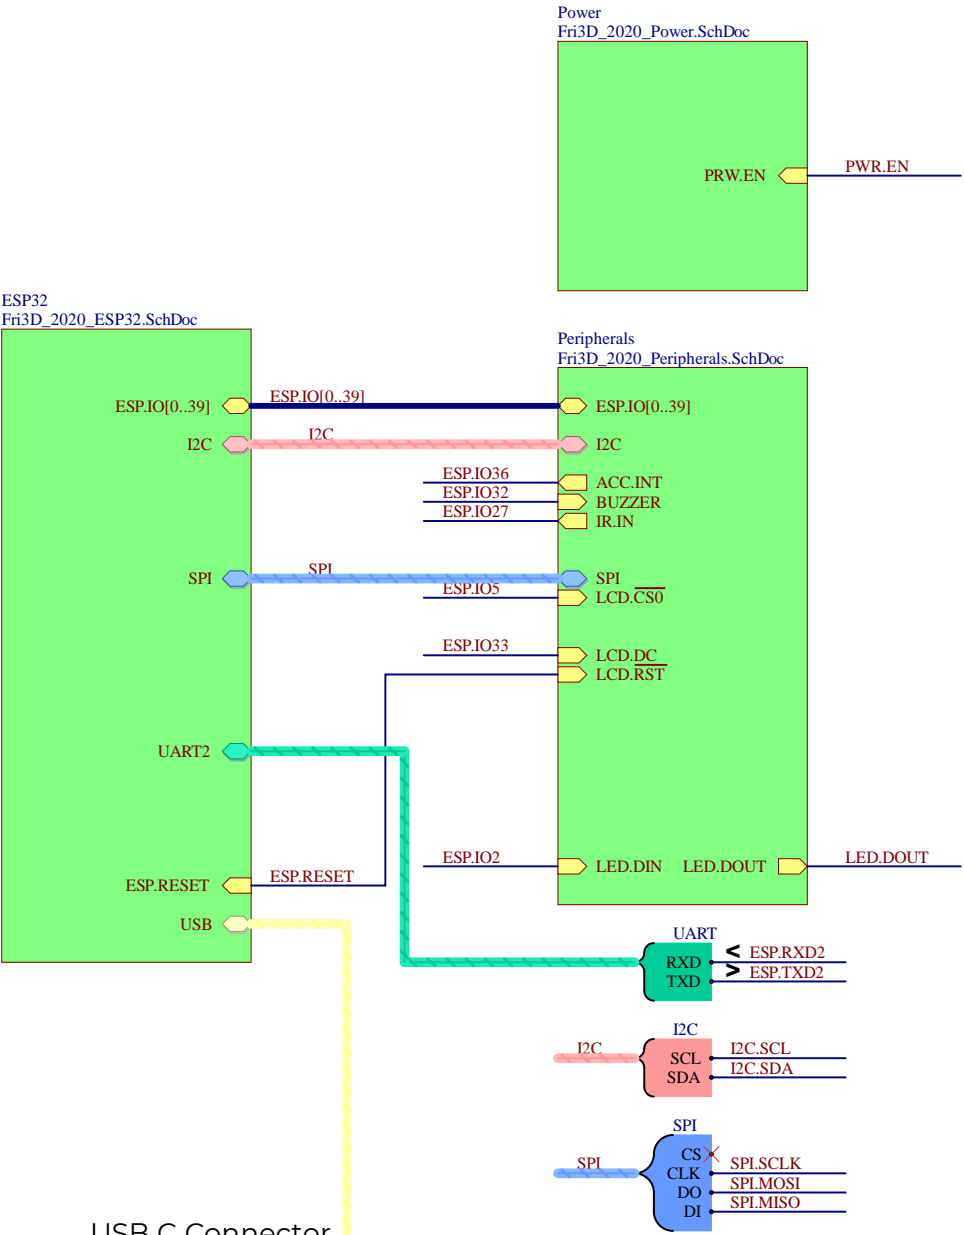 Power
Fri3D_2020_Power.SchDoc
PRW.EN
PWR.EN
ESP32
Fri3D_2020_ESP32.SchDoc
Peripherals
Fri3D_2020_Peripherals.SchDoc
ESP.IO[0..39]
ESP.IO[0..39]
ESP.IO[0..39]
I2C
I2C
I2C
ESP.IO36
ACC.INT
ESP.IO32
BUZZER
ESP.IO27
IR.IN
SPI
SPI
SPI
ESP.IO5
LCD.CS0
ESP.IO33
LCD.DC
LCD.RST
UART2
ESP.IO2
LED.DIN
LED.DOUT
LED.DOUT
ESP.RESET
ESP.RESET
USB
UART
RXD
< ESP.RXD2
TXD
> ESP.TXD2
I2C
I2C
SCL
I2C.SCL
SDA
I2C.SDA
SPI
CS
SPI
CLK
SPI.SCLK
DO
SPI.MOSI
DI
SPI.MISO
USB C Connector